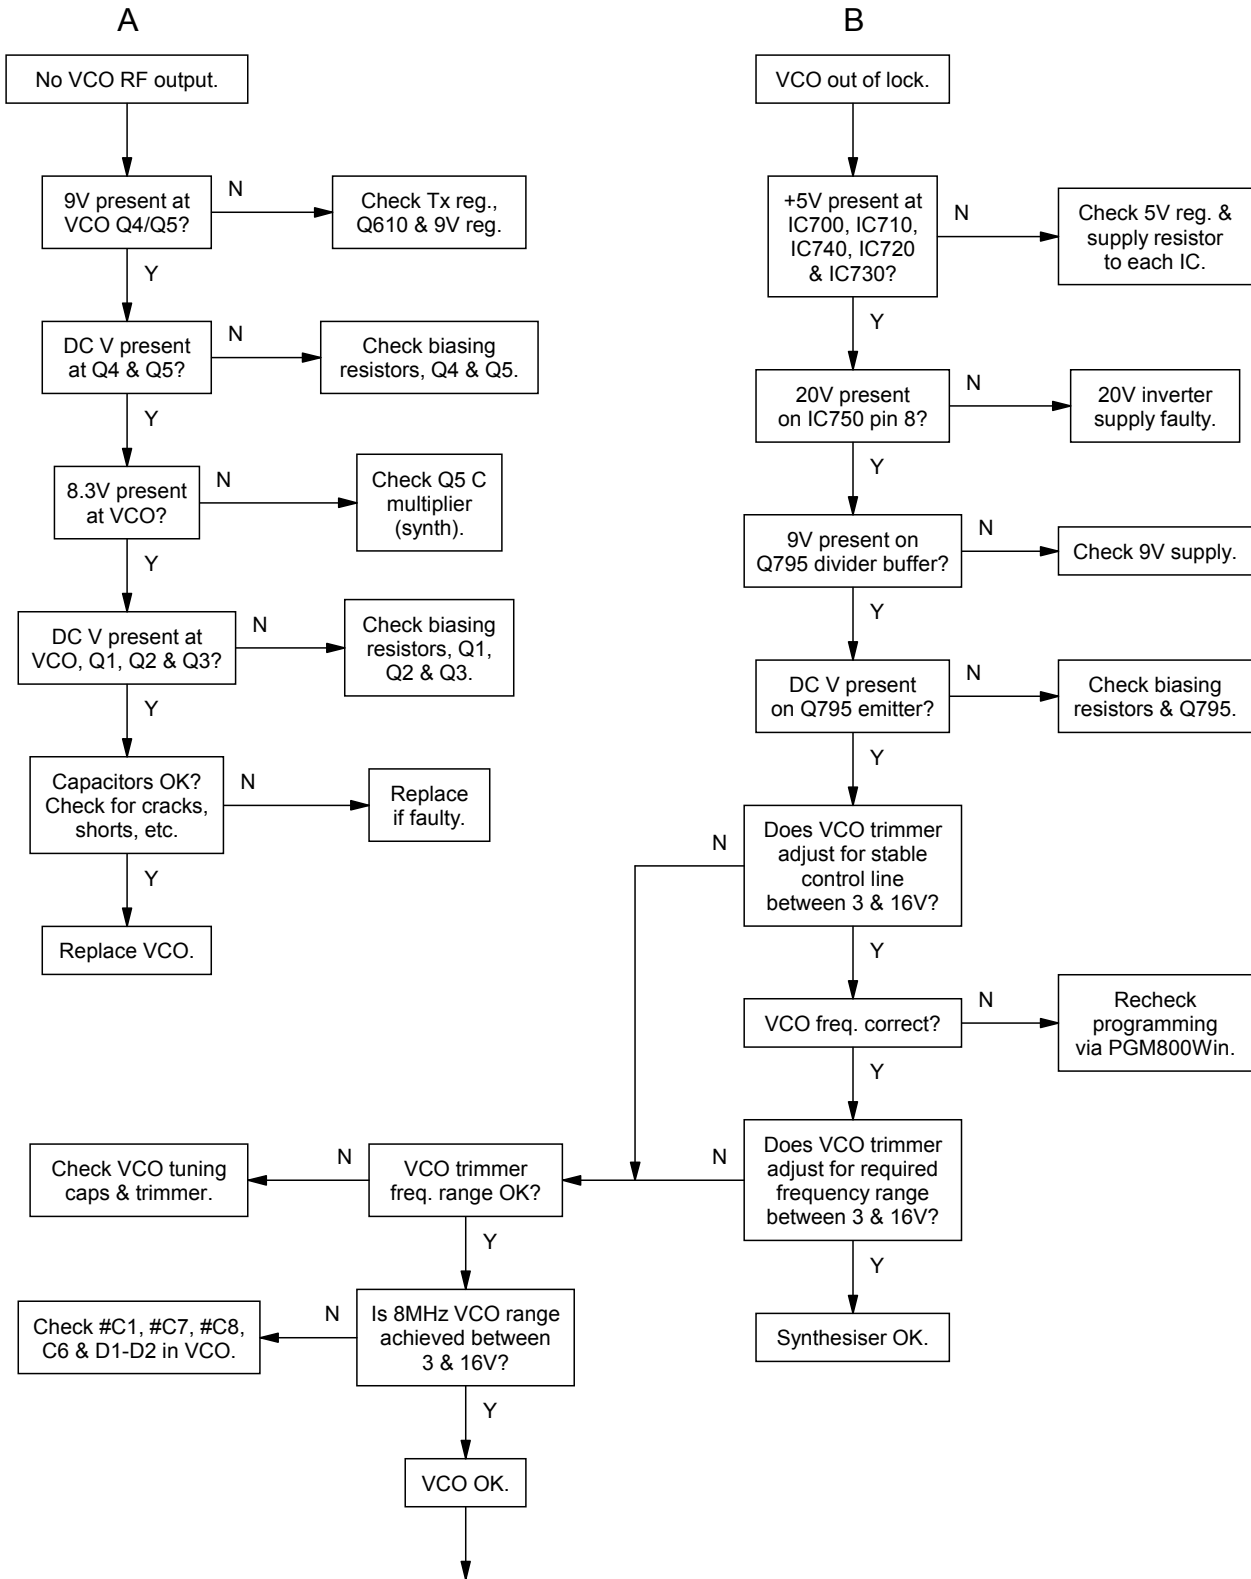 A
No VCO RF output.
9V present at
VCO Q4/Q5?
N
Check Tx reg.,
Q610 & 9V reg.
Y
DC V present
at Q4 & Q5?
N
Check biasing
resistors, Q4 & Q5.
Y
8.3V present
at VCO?
N
Check Q5 C
multiplier
(synth).
Y
DC V present at
VCO, Q1, Q2 & Q3?
N
Check biasing
resistors, Q1,
Q2 & Q3.
Y
Capacitors OK?
Check for cracks,
shorts, etc.
N
Replace
if faulty.
Y
Replace VCO.
B
VCO out of lock.
+5V present at
IC700, IC710,
IC740, IC720
& IC730?
N
Check 5V reg. &
supply resistor
to each IC.
Y
20V present
on IC750 pin 8?
N
20V inverter
supply faulty.
Y
9V present on
Q795 divider buffer?
N
Check 9V supply.
Y
DC V present
on Q795 emitter?
N
Check biasing
resistors & Q795.
Y
Does VCO trimmer
adjust for stable
control line
between 3 & 16V?
N
Y
VCO freq. correct?
N
Recheck
programming
via PGM800Win.
Y
Does VCO trimmer
adjust for required
frequency range
between 3 & 16V?
N
Y
Synthesiser OK.
VCO trimmer
freq. range OK?
N
Check VCO tuning
caps & trimmer.
Y
Is 8MHz VCO range
achieved between
3 & 16V?
N
Check #C1, #C7, #C8,
C6 & D1-D2 in VCO.
Y
VCO OK.